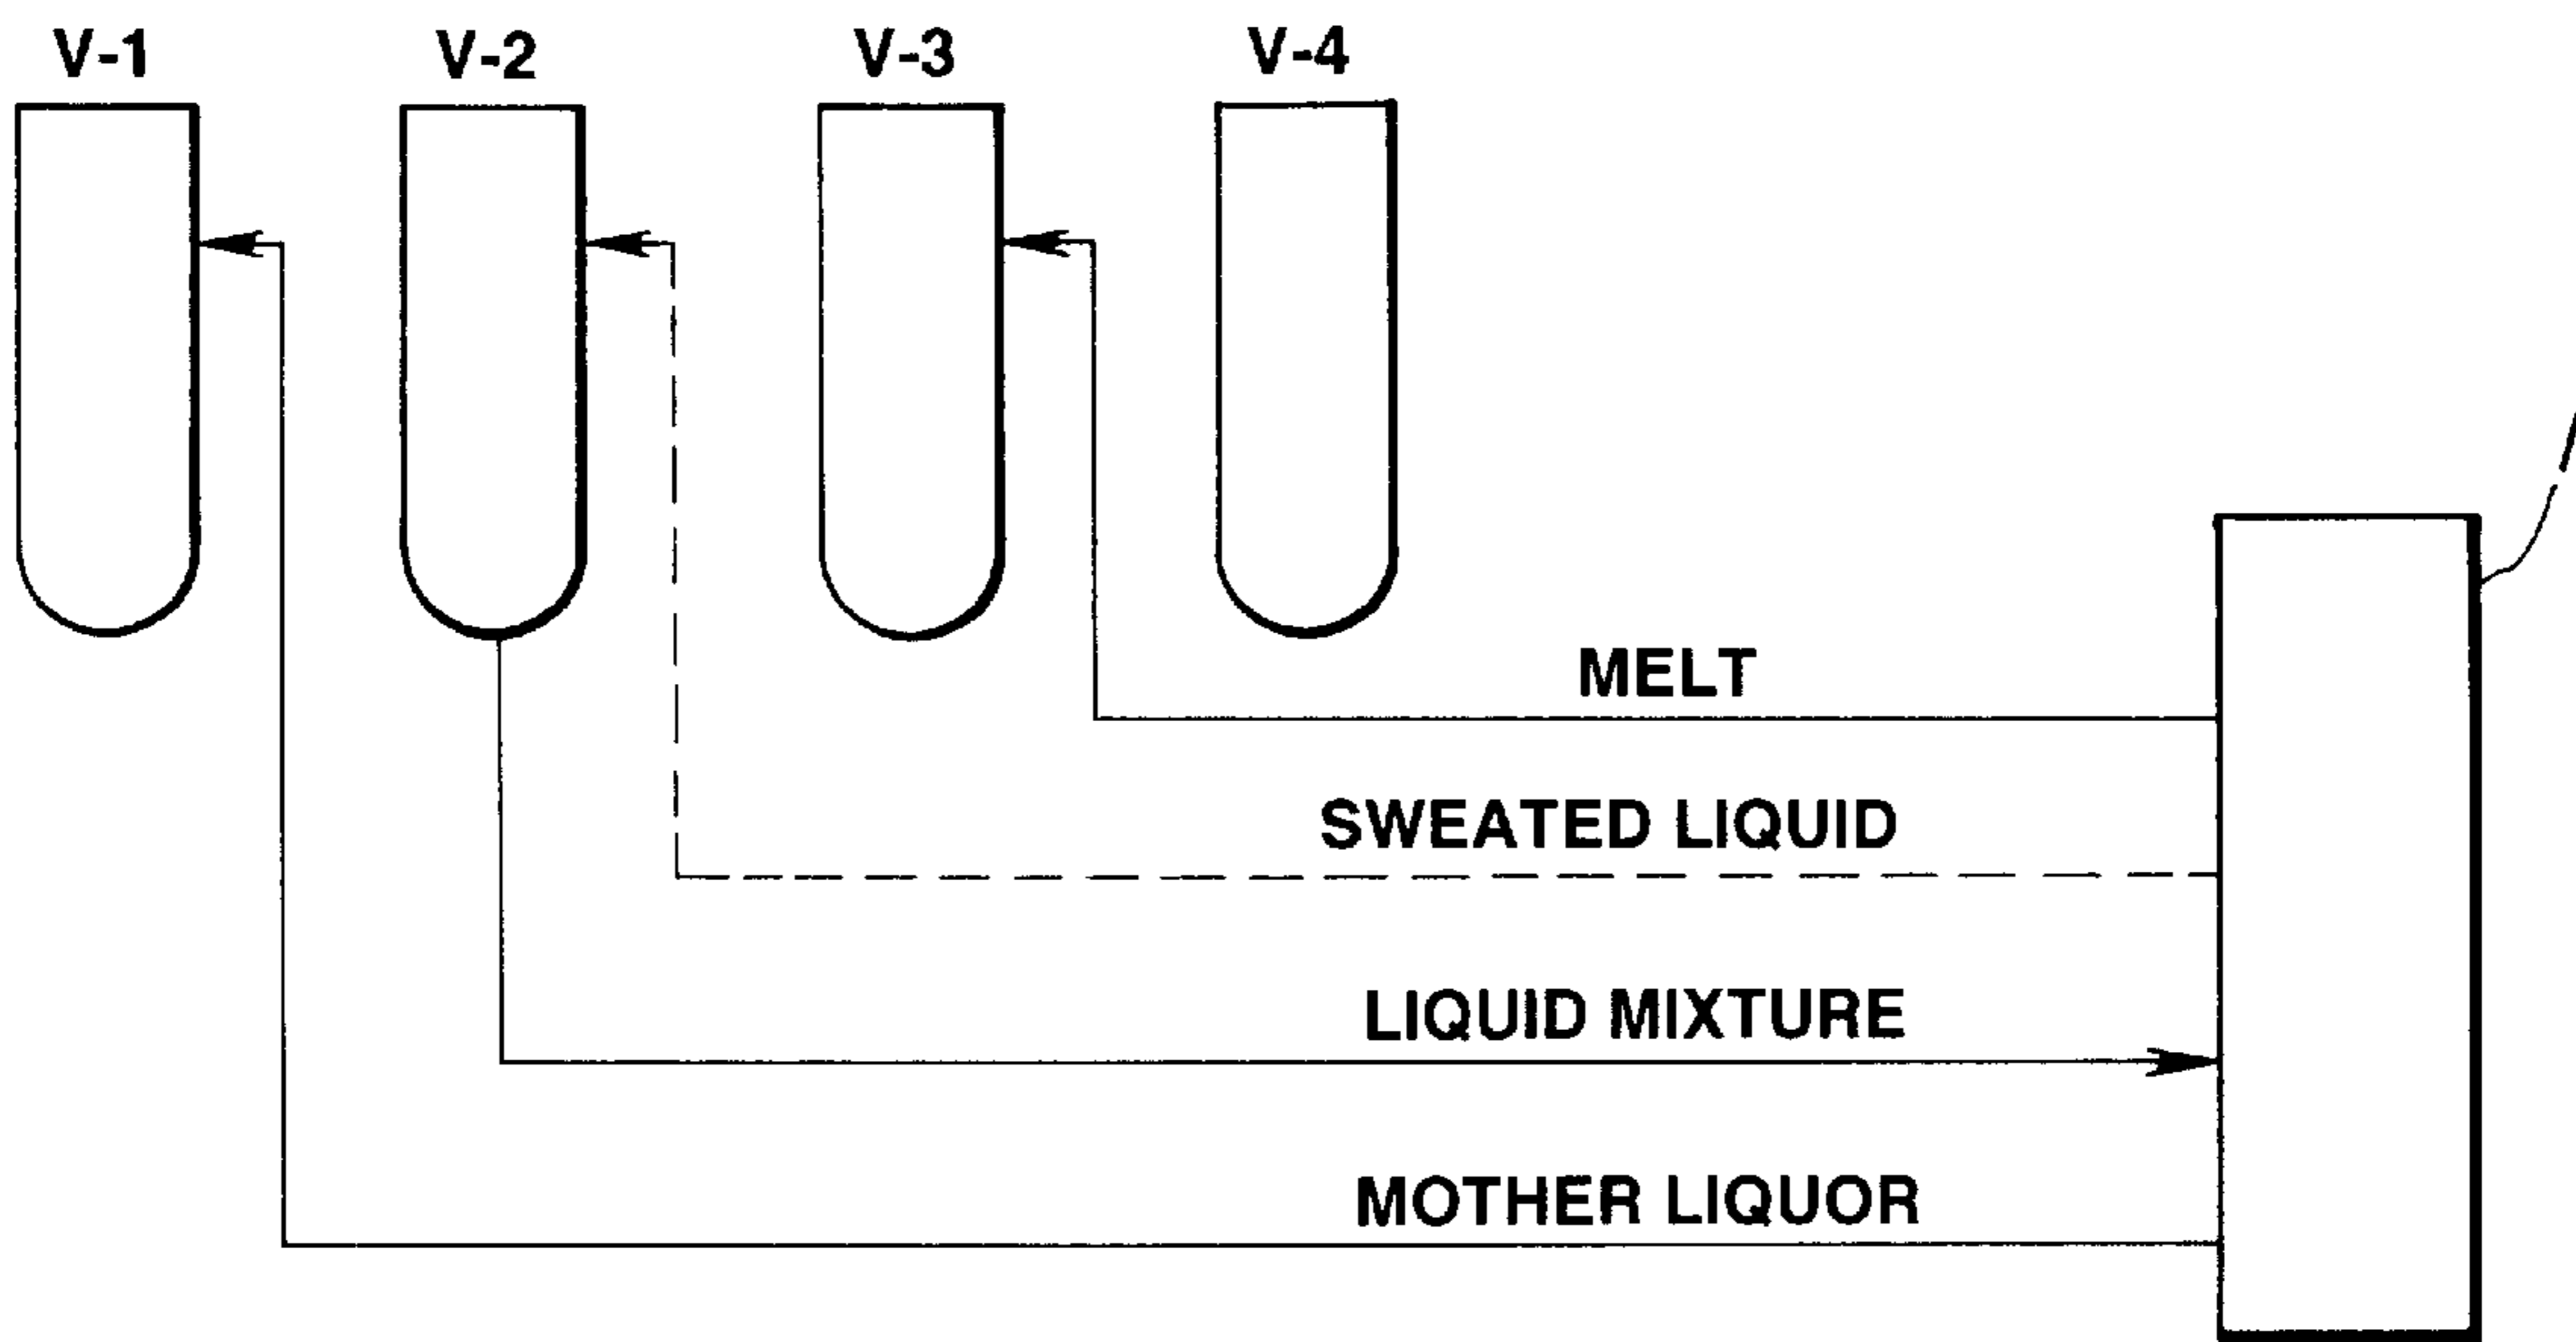 V-1 V-2 V-3 V-4
MELT
SWEATED LIQUID
LIQUID MIXTURE
MOTHER LIQUOR